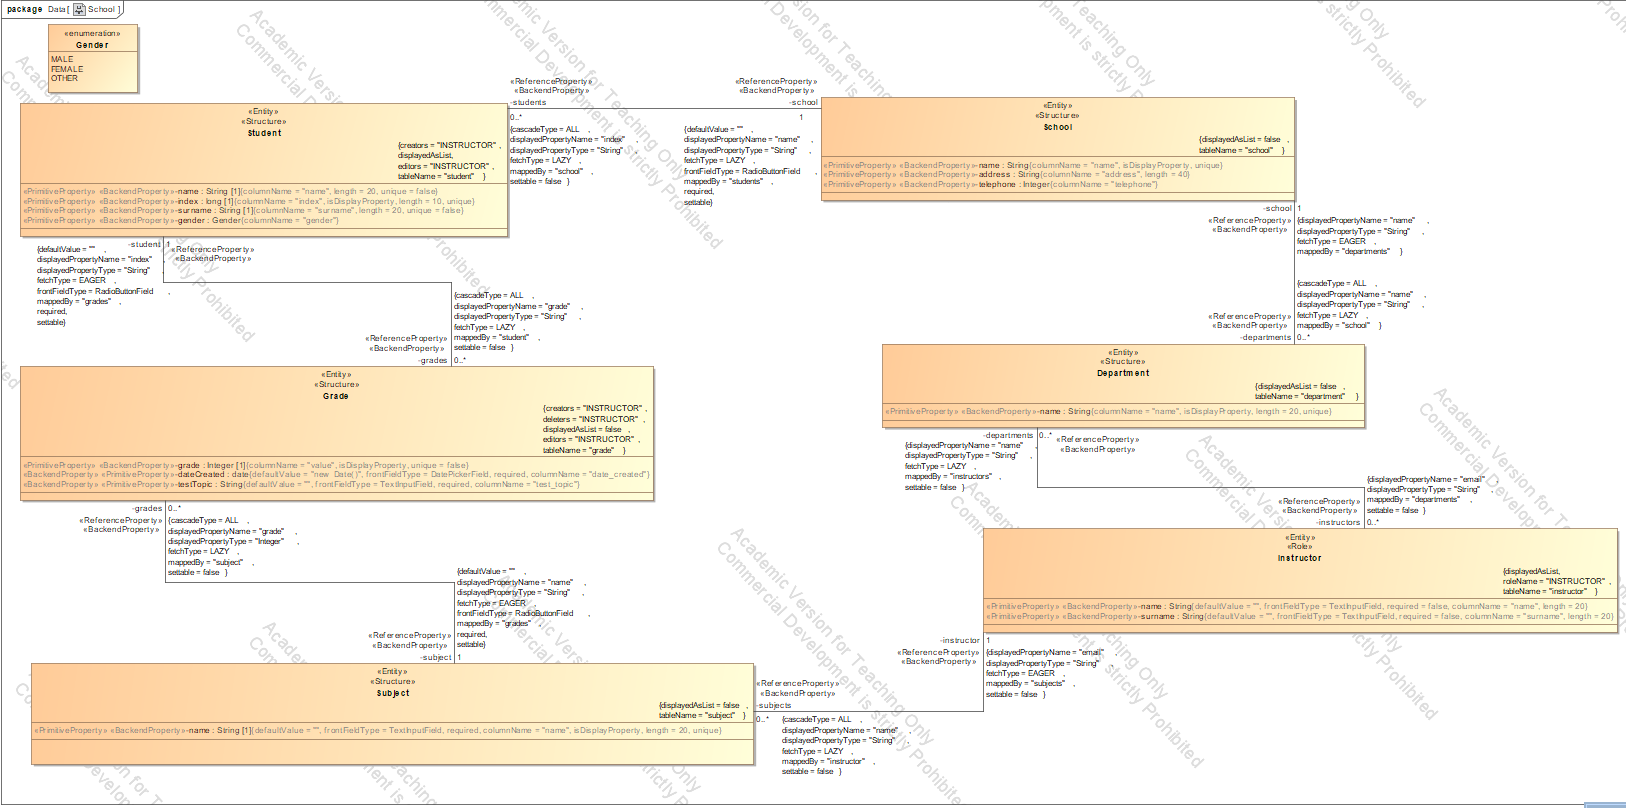 package Data [ School ]
«enumeration»
Gender
MALE
FEMALE
OTHER
«Entity»
«Structure»
Student
{creators = "INSTRUCTOR" ,
displayedAsList,
editors = "INSTRUCTOR" ,
tableName = "student" }
«PrimitiveProperty» «BackendProperty»-name : String [1]{columnName = "name", length = 20, unique = false}
«PrimitiveProperty» «BackendProperty»-index : long [1]{columnName = "index", isDisplayProperty, length = 10, unique}
«PrimitiveProperty» «BackendProperty»-surname : String [1]{columnName = "surname", length = 20, unique = false}
«PrimitiveProperty» «BackendProperty»-gender : Gender{columnName = "gender"}
«ReferenceProperty»
«BackendProperty»
-students
0..*
{cascadeType = ALL ,
displayedPropertyName = "index" ,
displayedPropertyType = "String" ,
fetchType = LAZY ,
mappedBy = "school" ,
settable = false }
«ReferenceProperty»
«BackendProperty»
-school
1
{defaultValue = "" ,
displayedPropertyName = "name" ,
displayedPropertyType = "String" ,
fetchType = LAZY ,
frontFieldType = RadioButtonField ,
mappedBy = "students" ,
required,
settable}
«Entity»
«Structure»
School
{displayedAsList = false ,
tableName = "school" }
«PrimitiveProperty» «BackendProperty»-name : String{columnName = "name", isDisplayProperty, unique}
«PrimitiveProperty» «BackendProperty»-address : String{columnName = "address", length = 40}
«PrimitiveProperty» «BackendProperty»-telephone : Integer{columnName = "telephone"}
-school 1
«ReferenceProperty»
«BackendProperty»
{displayedPropertyName = "name" ,
displayedPropertyType = "String" ,
fetchType = EAGER ,
mappedBy = "departments" }
{cascadeType = ALL ,
displayedPropertyName = "name" ,
displayedPropertyType = "String" ,
fetchType = LAZY ,
mappedBy = "school" }
«ReferenceProperty»
«BackendProperty»
-departments 0..*
-student 1
«ReferenceProperty»
«BackendProperty»
{defaultValue = "" ,
displayedPropertyName = "index" ,
displayedPropertyType = "String" ,
fetchType = EAGER ,
frontFieldType = RadioButtonField ,
mappedBy = "grades" ,
required,
settable}
{cascadeType = ALL ,
displayedPropertyName = "grade" ,
displayedPropertyType = "String" ,
fetchType = LAZY ,
mappedBy = "student" ,
settable = false }
«ReferenceProperty»
«BackendProperty»
-grades 0..*
«Entity»
«Structure»
Grade
{creators = "INSTRUCTOR" ,
deleters = "INSTRUCTOR" ,
displayedAsList = false ,
editors = "INSTRUCTOR" ,
tableName = "grade" }
«PrimitiveProperty» «BackendProperty»-grade : Integer [1]{columnName = "value", isDisplayProperty, unique = false}
«BackendProperty» «PrimitiveProperty»-dateCreated : date{defaultValue = "new Date()", frontFieldType = DatePickerField, required, columnName = "date_created"}
«BackendProperty» «PrimitiveProperty»-testTopic : String{defaultValue = "", frontFieldType = TextInputField, required, columnName = "test_topic"}
«Entity»
«Structure»
Department
{displayedAsList = false ,
tableName = "department" }
«PrimitiveProperty» «BackendProperty»-name : String{columnName = "name", isDisplayProperty, length = 20, unique}
-departments 0..*
«ReferenceProperty»
«BackendProperty»
{displayedPropertyName = "name" ,
displayedPropertyType = "String" ,
fetchType = LAZY ,
mappedBy = "instructors" ,
settable = false }
{displayedPropertyName = "email" ,
displayedPropertyType = "String" ,
mappedBy = "departments" ,
settable = false }
«ReferenceProperty»
«BackendProperty»
-instructors 0..*
-grades 0..*
«ReferenceProperty»
«BackendProperty»
{cascadeType = ALL ,
displayedPropertyName = "grade" ,
displayedPropertyType = "Integer" ,
fetchType = LAZY ,
mappedBy = "subject" ,
settable = false }
{defaultValue = "" ,
displayedPropertyName = "name" ,
displayedPropertyType = "String" ,
fetchType = EAGER ,
frontFieldType = RadioButtonField ,
mappedBy = "grades" ,
required,
settable}
«ReferenceProperty»
«BackendProperty»
-subject 1
«Entity»
«Role»
Instructor
{displayedAsList,
roleName = "INSTRUCTOR" ,
tableName = "instructor" }
«PrimitiveProperty» «BackendProperty»-name : String{defaultValue = "", frontFieldType = TextInputField, required = false, columnName = "name", length = 20}
«PrimitiveProperty» «BackendProperty»-surname : String{defaultValue = "", frontFieldType = TextInputField, required = false, columnName = "surname", length = 20}
-instructor 1
«ReferenceProperty»
«BackendProperty»
{displayedPropertyName = "email" ,
displayedPropertyType = "String" ,
fetchType = EAGER ,
mappedBy = "subjects" ,
settable = false }
«Entity»
«Structure»
Subject
{displayedAsList = false ,
tableName = "subject" }
«PrimitiveProperty» «BackendProperty»-name : String [1]{defaultValue = "", frontFieldType = TextInputField, required, columnName = "name", isDisplayProperty, length = 20, unique}
«ReferenceProperty»
«BackendProperty»
-subjects
0..*
{cascadeType = ALL ,
displayedPropertyName = "name" ,
displayedPropertyType = "String" ,
fetchType = LAZY ,
mappedBy = "instructor" ,
settable = false }
Academic Version for Teaching Only
Commercial Development is strictly Prohibited